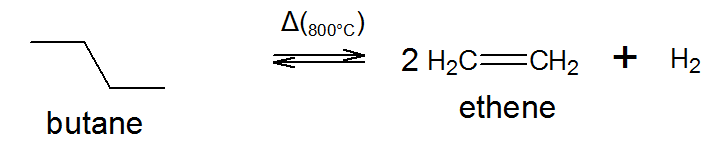 Δ(800°C)
2 H₂C=CH₂ + H₂
butane
ethene